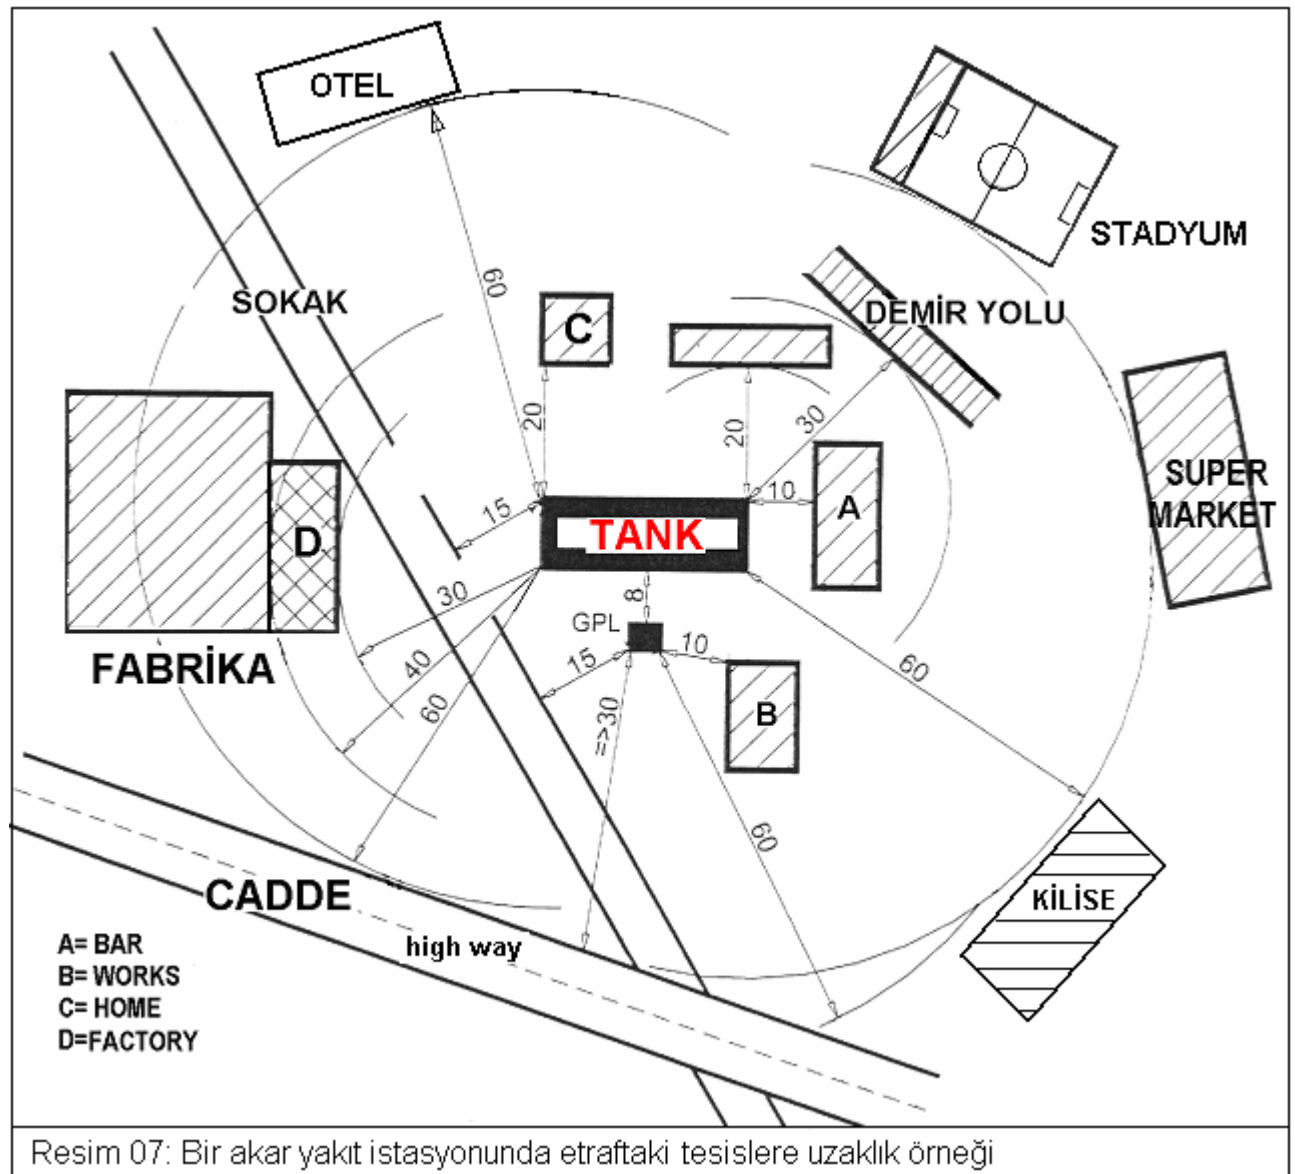 OTEL
STADYUM
SOKAK
60
C
DEMİR YOLU
20
20
30
SUPER
MARKET
15
10
A
TANK
D
30
8
GPL
FABRİKA
40
15
10
60
60
=>30
B
60
CADDE
high way
KİLİSE
A= BAR
B= WORKS
C= HOME
D=FACTORY
Resim 07: Bir akar yakıt istasyonunda etraftaki tesislere uzaklık örneği